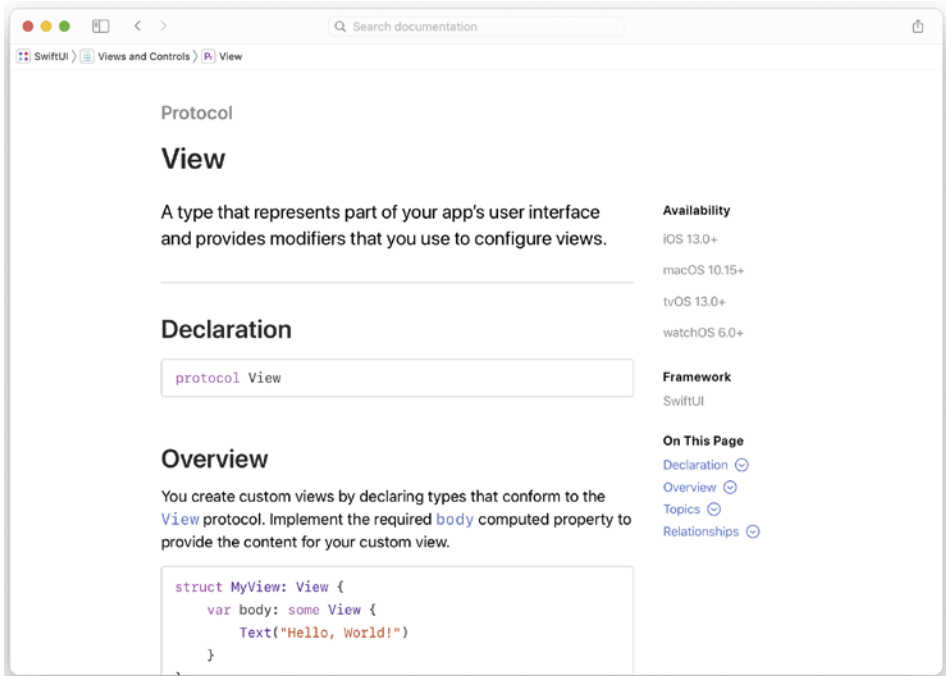 Search documentation
SwiftUI 〉 Views and Controls 〉 Pr View
Protocol
View
A type that represents part of your app's user interface
and provides modifiers that you use to configure views.
Availability
iOS 13.0+
macOS 10.15+
tvOS 13.0+
watchOS 6.0+
Declaration
protocol View
Framework
SwiftUI
On This Page
Declaration
Overview
Topics
Relationships
Overview
You create custom views by declaring types that conform to the
View protocol. Implement the required body computed property to
provide the content for your custom view.
struct MyView: View {
    var body: some View {
        Text("Hello, World!")
    }